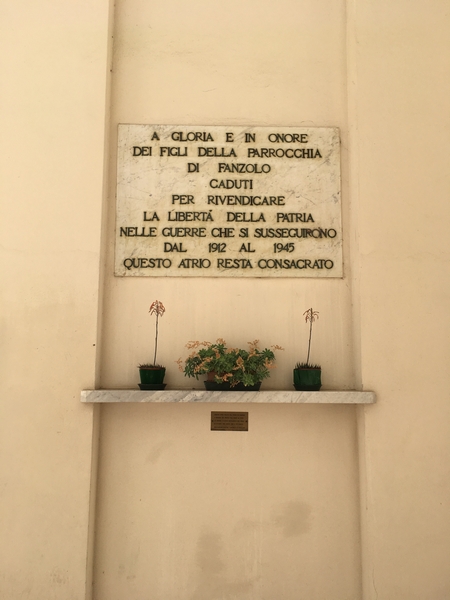 A GLORIA E IN ONORE
DEI FIGLI DELLA PARROCCHIA
DI FANZOLO
CADUTI
PER RIVENDICARE
LA LIBERTÁ DELLA PATRIA
NELLE GUERRE CHE SI SUSSEGUIRONO
DAL 1912 AL 1945
QUESTO ATRIO RESTA CONSACRATO